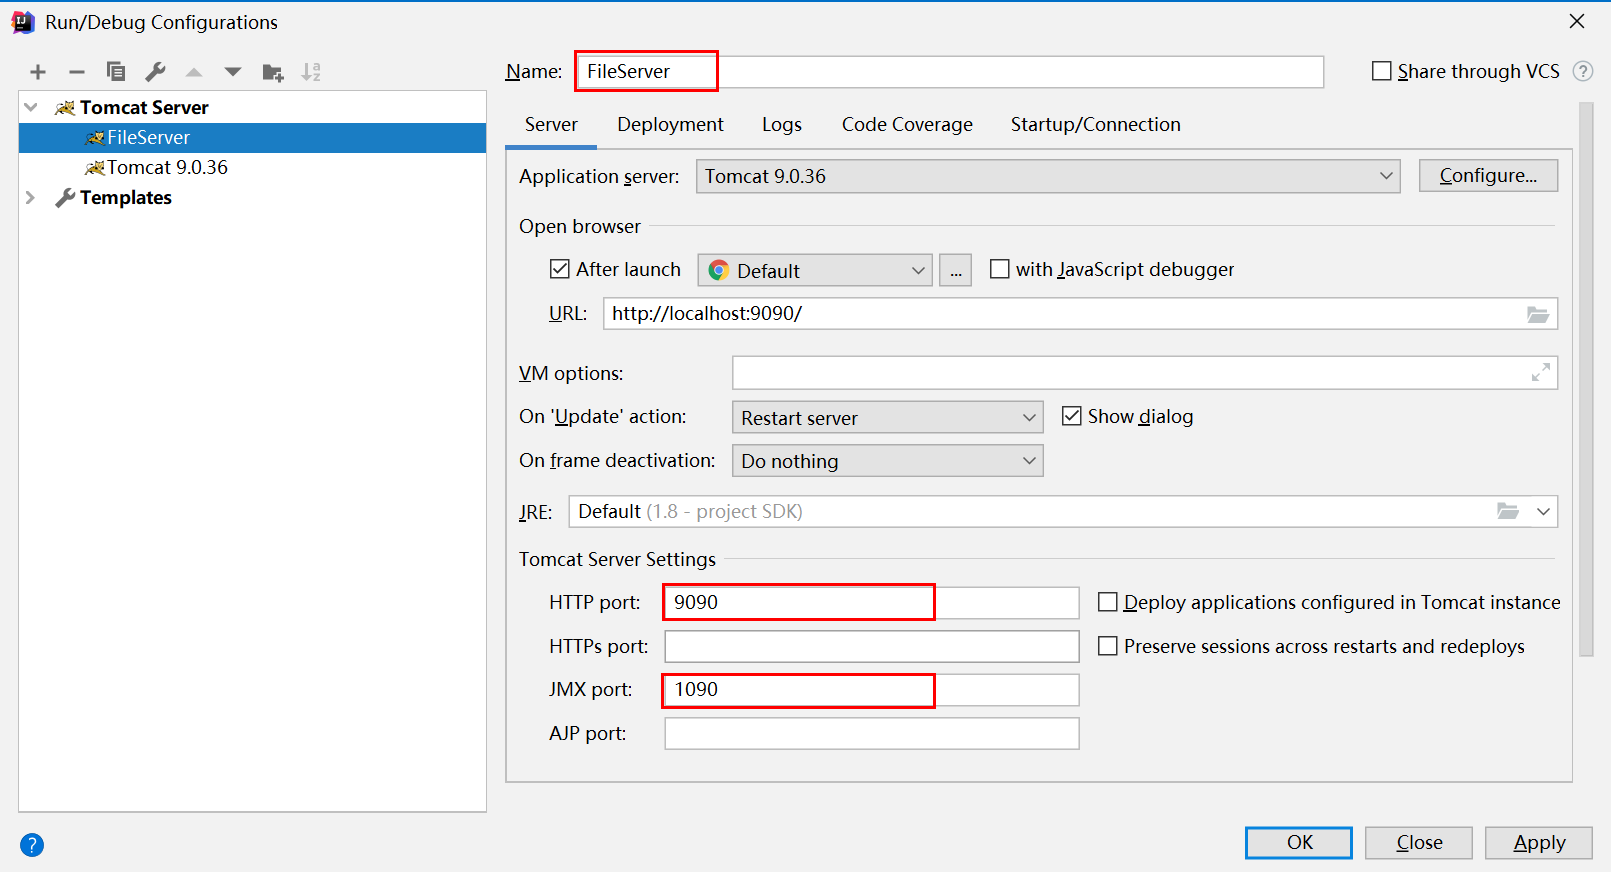 Run/Debug Configurations
Name: FileServer
Share through VCS ?
Tomcat Server
FileServer
Tomcat 9.0.36
Templates
Server Deployment Logs Code Coverage Startup/Connection
Application server: Tomcat 9.0.36 Configure...
Open browser
After launch Default ... with JavaScript debugger
URL: http://localhost:9090/
VM options:
On 'Update' action: Restart server Show dialog
On frame deactivation: Do nothing
JRE: Default (1.8 - project SDK)
Tomcat Server Settings
HTTP port: 9090 Deploy applications configured in Tomcat instance
HTTPs port: Preserve sessions across restarts and redeploys
JMX port: 1090
AJP port:
? OK Close Apply